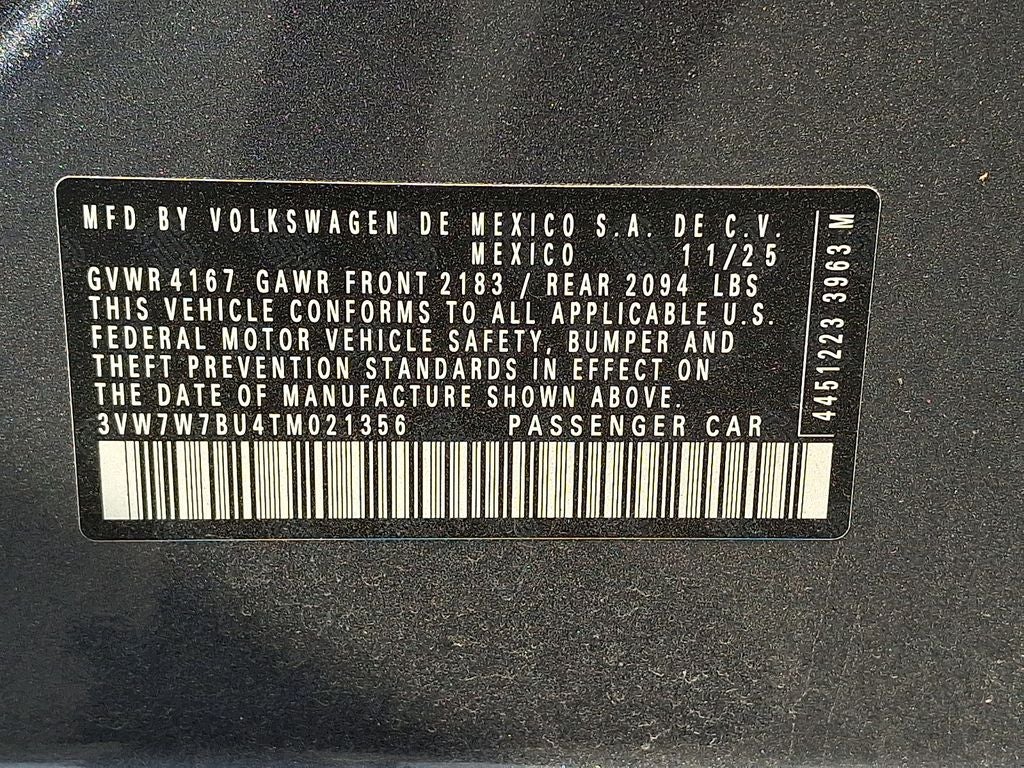 MFD BY VOLKSWAGEN DE MEXICO S.A. DE C.V.
MEXICO 11/25
GVWR 4167 GAWR FRONT 2183 / REAR 2094 LBS
THIS VEHICLE CONFORMS TO ALL APPLICABLE U.S.
FEDERAL MOTOR VEHICLE SAFETY, BUMPER AND
THEFT PREVENTION STANDARDS IN EFFECT ON
THE DATE OF MANUFACTURE SHOWN ABOVE.
3VW7W7BU4TM021356 PASSENGER CAR
4451223 3963 M